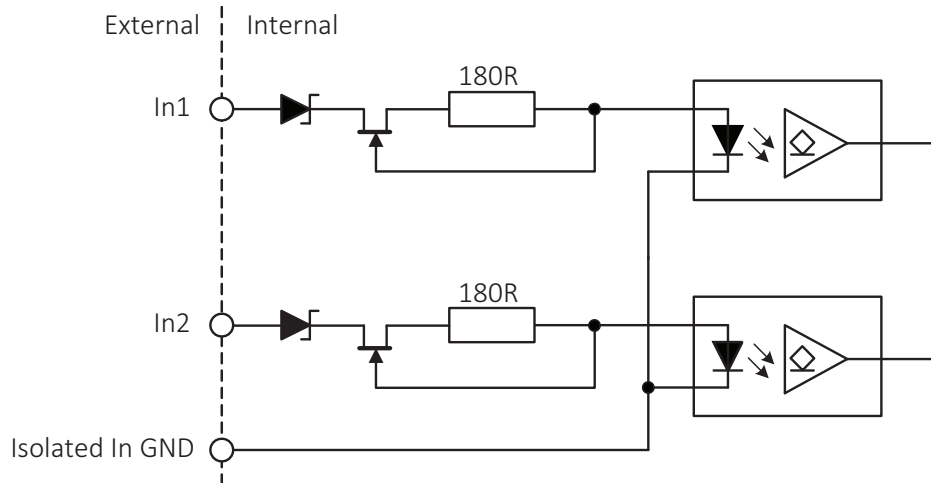 External Internal
180R
In1
180R
In2
Isolated In GND